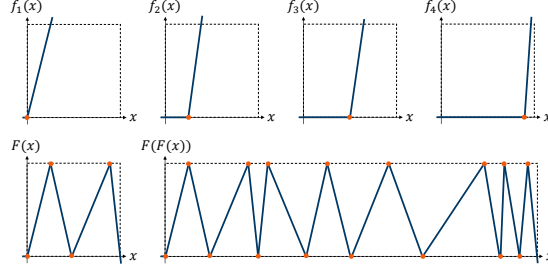 f₁(x) f₂(x) f₃(x) f₄(x)
x x x x
F(x) F(F(x))
x x